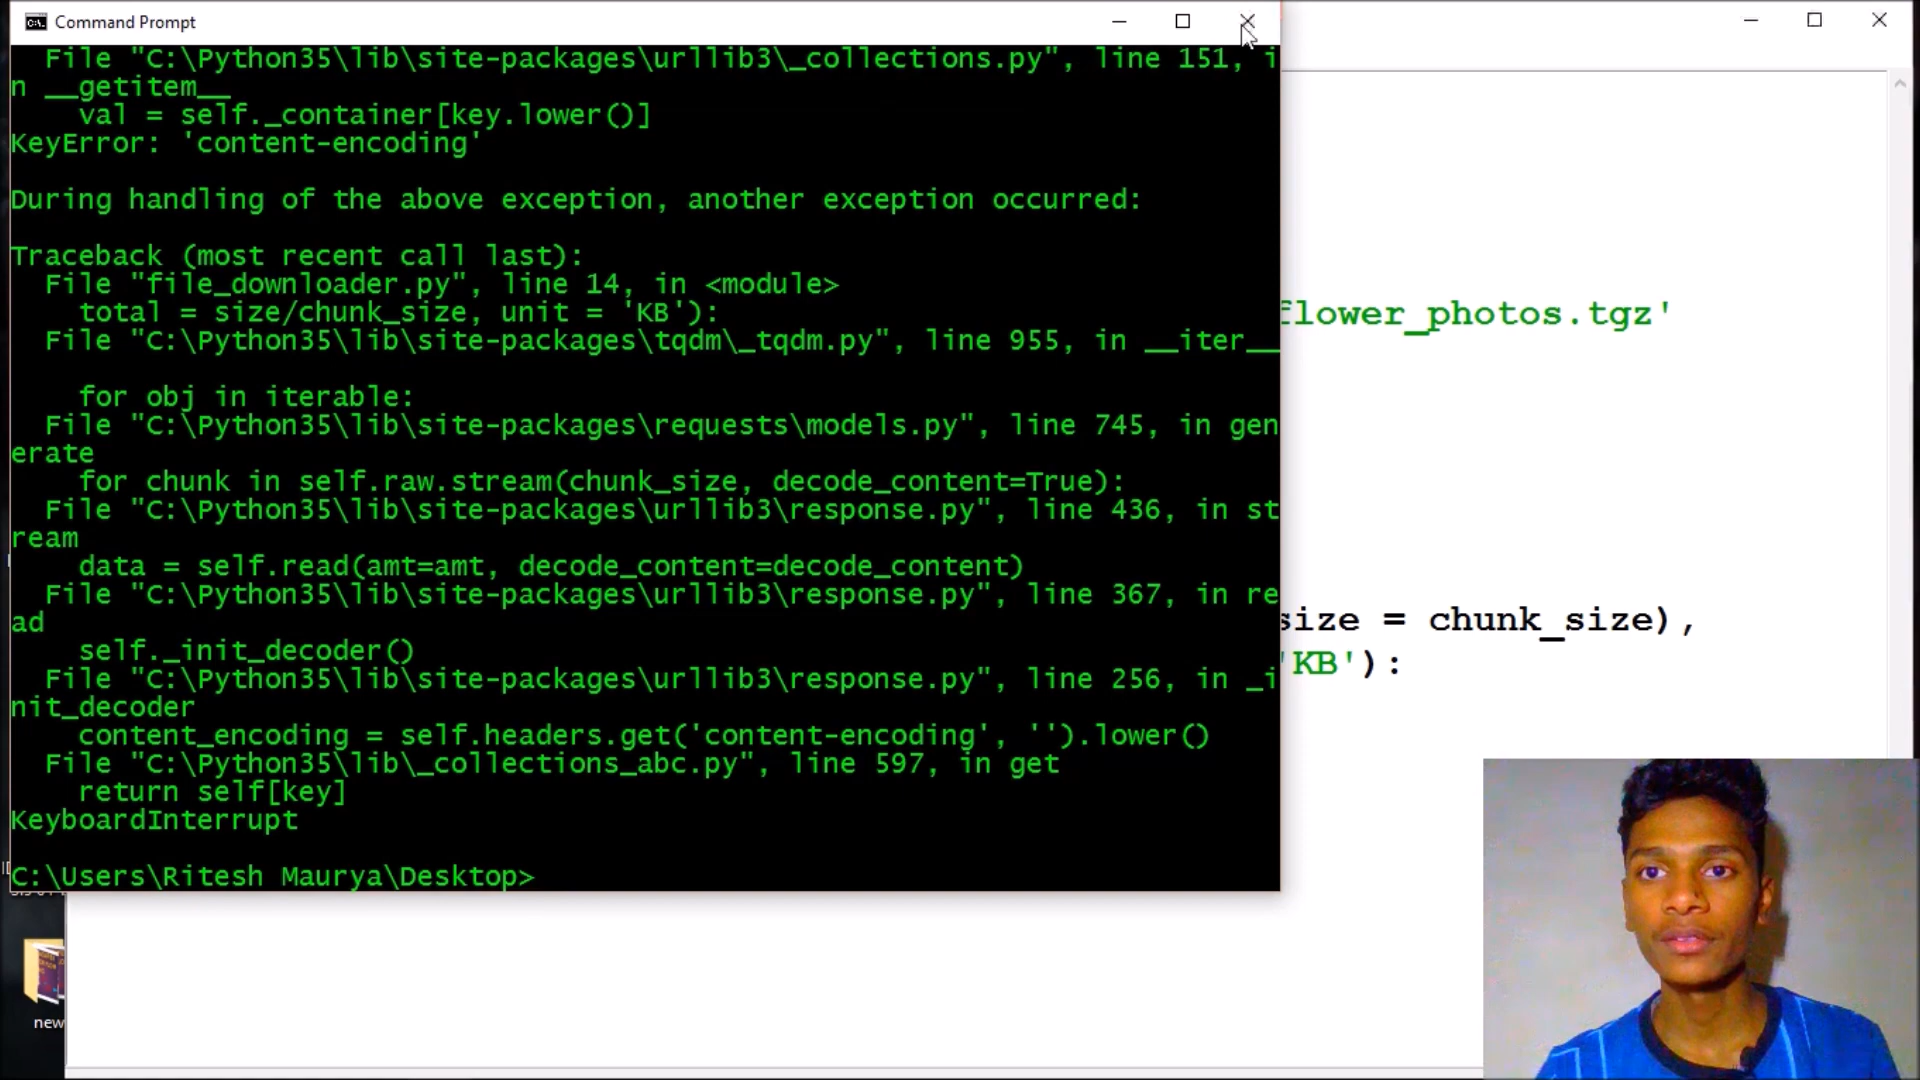 Command Prompt
File "C:\Python35\lib\site-packages\urllib3\_collections.py", line 151, i
n __getitem__
val = self._container[key.lower()]
KeyError: 'content-encoding'
During handling of the above exception, another exception occurred:
Traceback (most recent call last):
File "file_downloader.py", line 14, in <module>
total = size/chunk_size, unit = 'KB'):
File "C:\Python35\lib\site-packages\tqdm\_tqdm.py", line 955, in __iter__
for obj in iterable:
File "C:\Python35\lib\site-packages\requests\models.py", line 745, in gen
erate
for chunk in self.raw.stream(chunk_size, decode_content=True):
File "C:\Python35\lib\site-packages\urllib3\response.py", line 436, in st
ream
data = self.read(amt=amt, decode_content=decode_content)
File "C:\Python35\lib\site-packages\urllib3\response.py", line 367, in re
ad
self._init_decoder()
File "C:\Python35\lib\site-packages\urllib3\response.py", line 256, in _i
nit_decoder
content_encoding = self.headers.get('content-encoding', '').lower()
File "C:\Python35\lib\_collections_abc.py", line 597, in get
return self[key]
KeyboardInterrupt
C:\Users\Ritesh Maurya\Desktop>
flower_photos.tgz'
size = chunk_size),
'KB'):
new